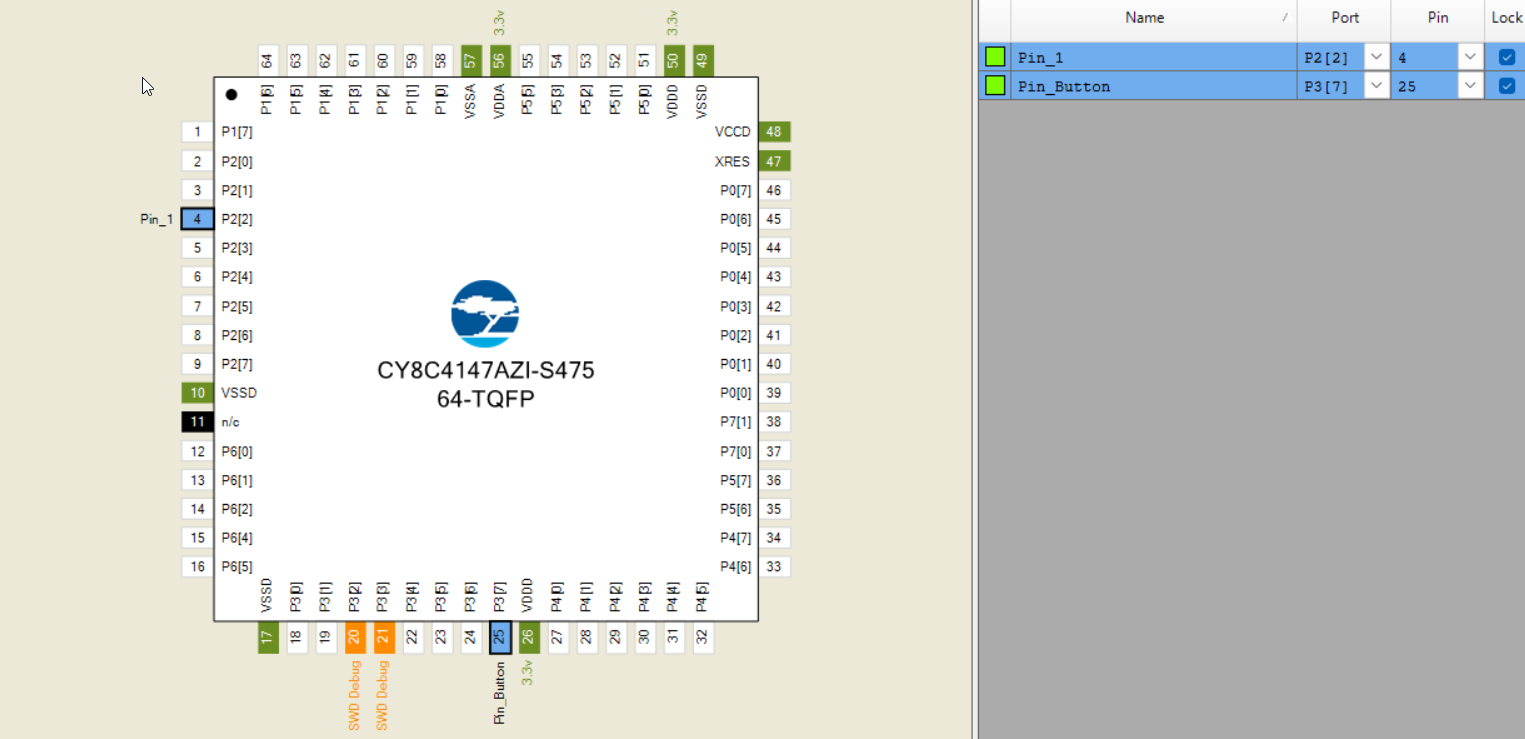 3.3v 3.3v
64 63 62 61 60 59 58 57 56 55 54 53 52 51 50 49
P1[6] P1[5] P1[4] P1[3] P1[2] P1[1] P1[0] VSSA VDDA P5[5] P5[3] P5[2] P5[1] P5[0] VDDD VSSD
1 P1[7] VCCD 48
2 P2[0] XRES 47
3 P2[1] P0[7] 46
Pin_1 4 P2[2] P0[6] 45
5 P2[3] P0[5] 44
6 P2[4] P0[4] 43
7 P2[5] P0[3] 42
8 P2[6] P0[2] 41
9 P2[7] P0[1] 40
10 VSSD P0[0] 39
11 n/c P7[1] 38
12 P6[0] P7[0] 37
13 P6[1] P5[7] 36
14 P6[2] P5[6] 35
15 P6[4] P4[7] 34
16 P6[5] P4[6] 33
CY8C4147AZI-S475
64-TQFP
VSSD P3[0] P3[1] P3[2] P3[3] P3[4] P3[5] P3[6] P3[7] VDDD P4[0] P4[1] P4[2] P4[3] P4[4] P4[5]
17 18 19 20 21 22 23 24 25 26 27 28 29 30 31 32
SWD Debug SWD Debug Pin_Button 3.3v
Name Port Pin Lock
Pin_1 P2[2] 4
Pin_Button P3[7] 25